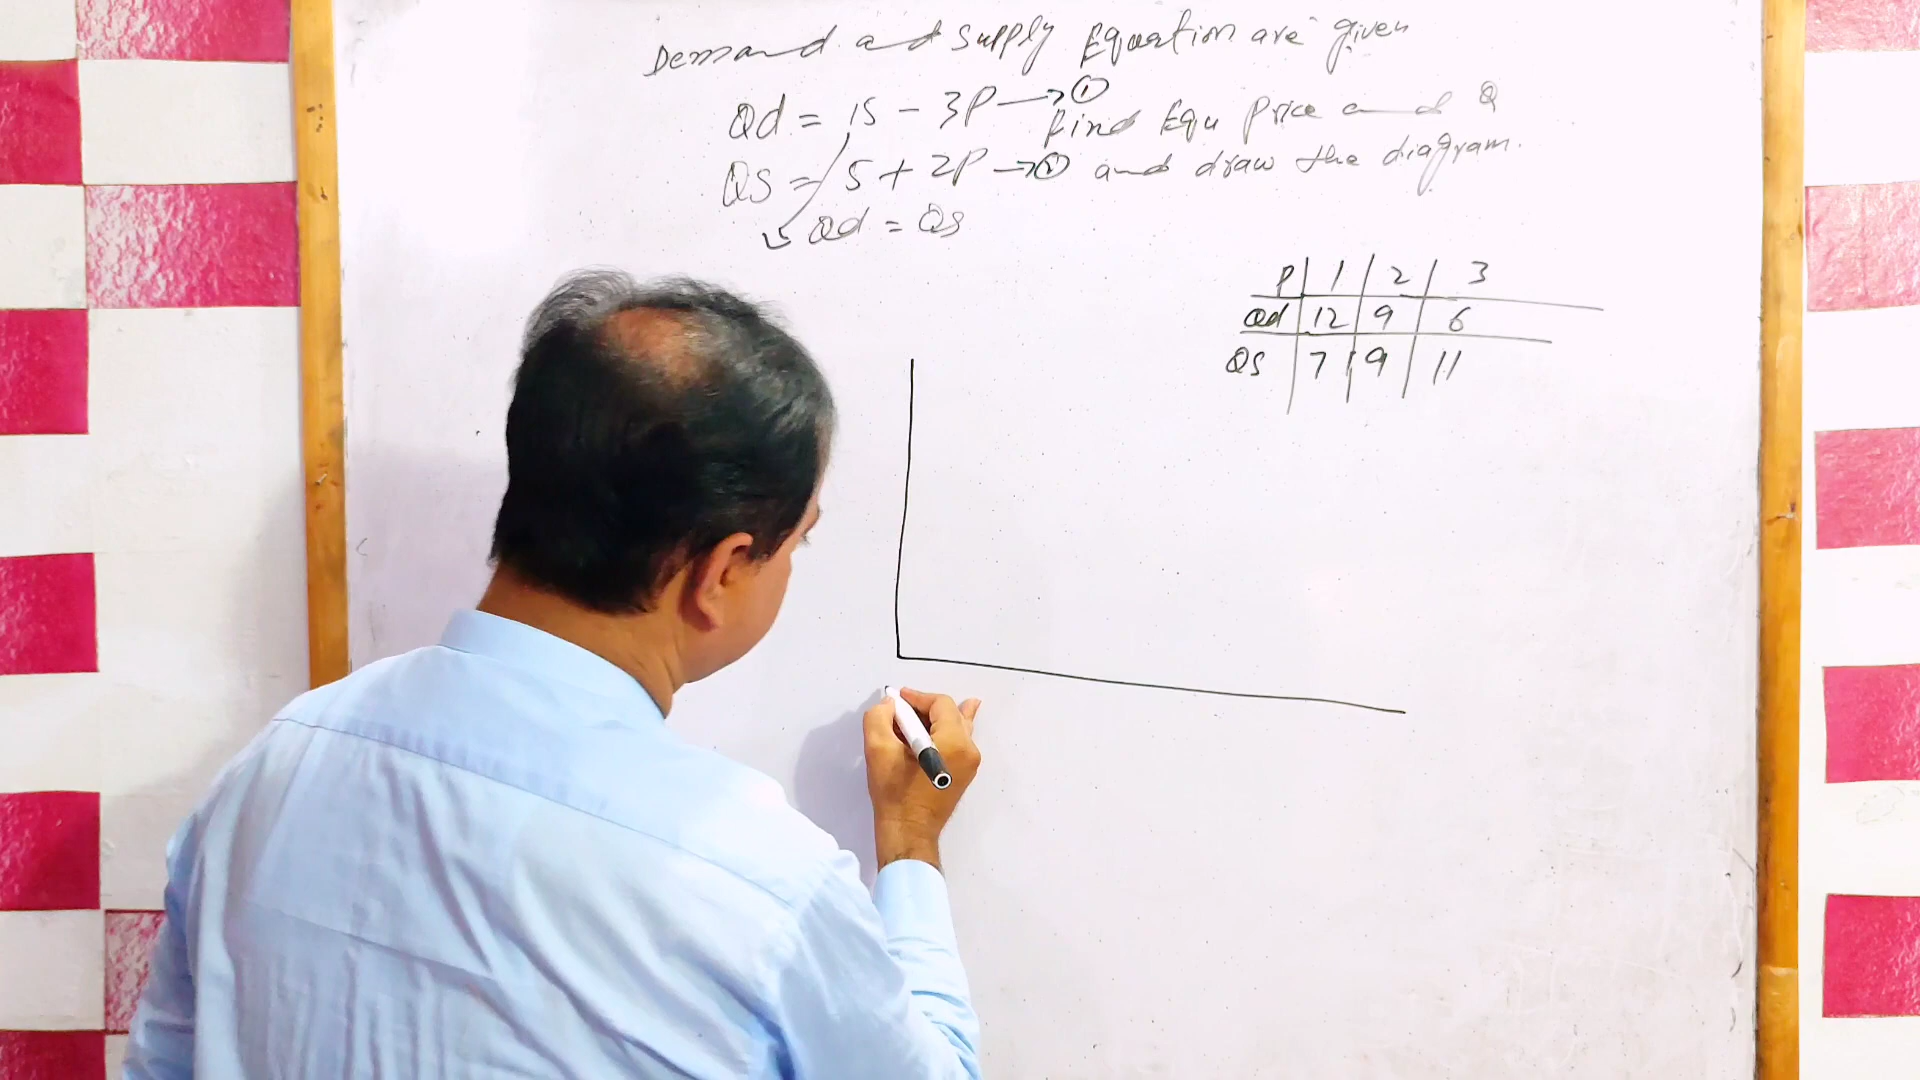 Demand and Supply Equation are given
Qd = 15 - 3P → ①
Find Equ Price and Q
QS = 5 + 2P → ② and draw the diagram.
Qd = QS
P | 1 | 2 | 3
Qd | 12 | 9 | 6
QS | 7 | 9 | 11